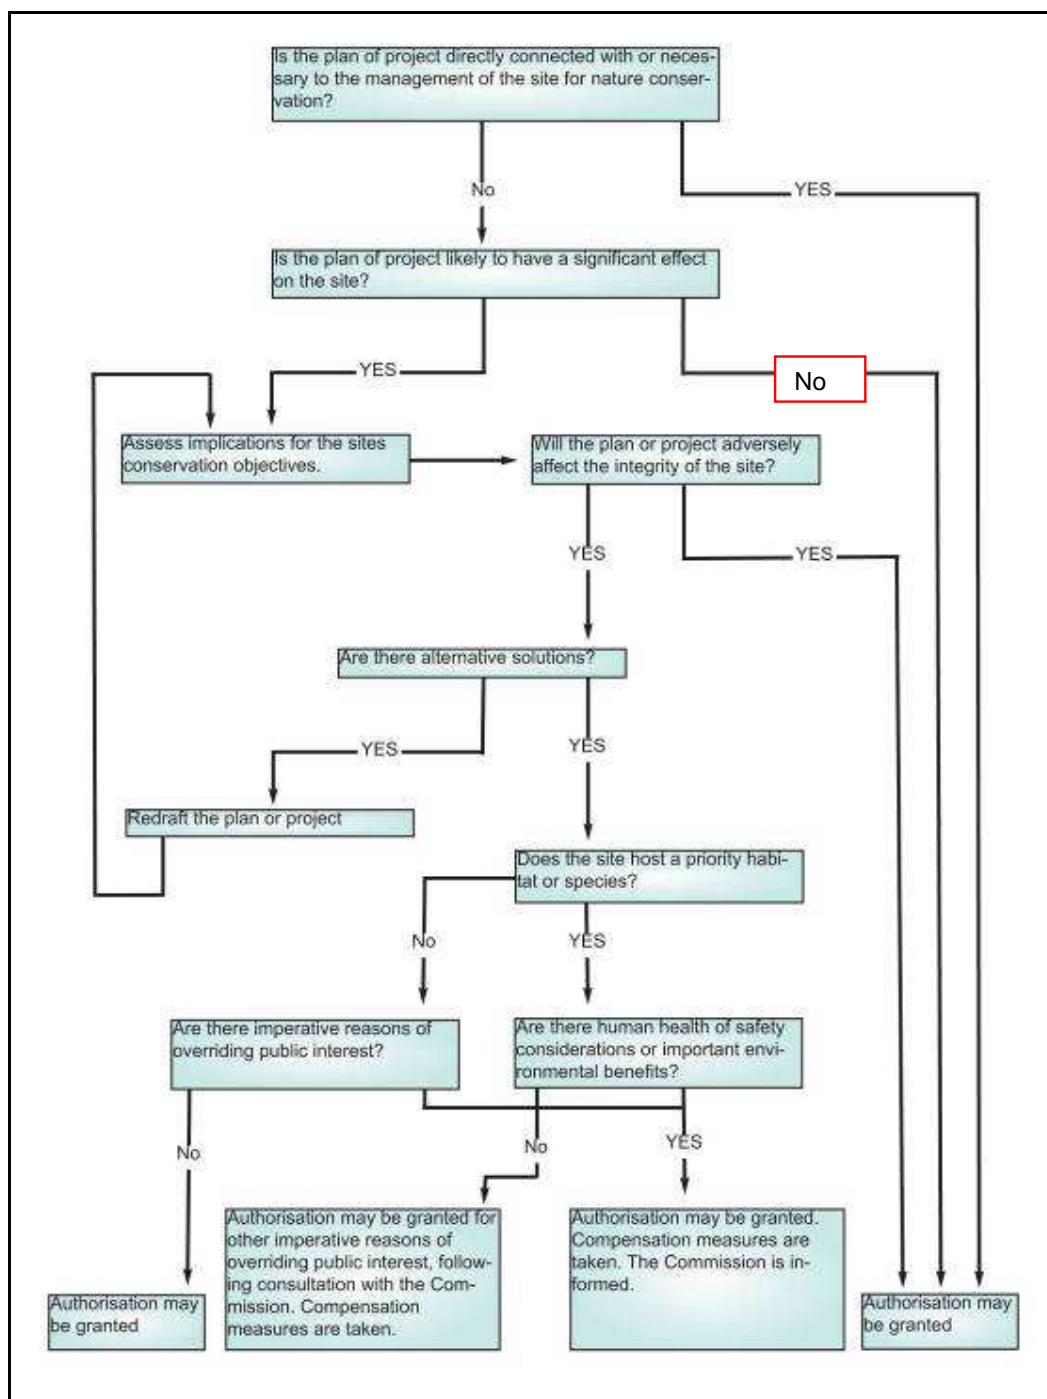 Is the plan of project directly connected with or neces-
sary to the management of the site for nature conser-
vation?
No
YES
Is the plan of project likely to have a significant effect
on the site?
YES
No
Assess implications for the sites
conservation objectives.
Will the plan or project adversely
affect the integrity of the site?
YES
YES
Are there alternative solutions?
YES
YES
Redraft the plan or project
Does the site host a priority habi-
tat or species?
No
YES
Are there imperative reasons of
overriding public interest?
Are there human health of safety
considerations or important envi-
ronmental benefits?
No
No
YES
Authorisation may be granted for
other imperative reasons of
overriding public interest, follow-
ing consultation with the Com-
mission. Compensation
measures are taken.
Authorisation may be granted.
Compensation measures are
taken. The Commission is in-
formed.
Authorisation may
be granted
Authorisation may
be granted